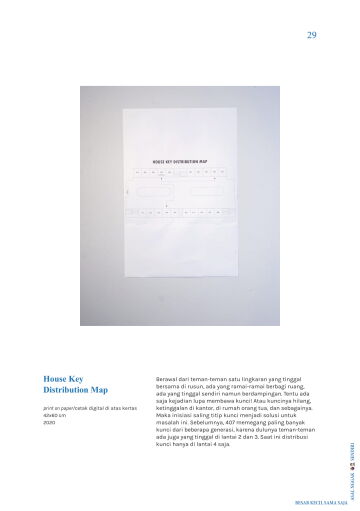 29
HOUSE KEY DISTRIBUTION MAP
House Key
Distribution Map
print on paper/cetak digital di atas kertas
42x60 cm
2020
Berawal dari teman-teman satu lingkaran yang tinggal
bersama di rusun, ada yang ramai-ramai berbagi ruang,
ada yang tinggal sendiri namun berdampingan. Tentu ada
saja kejadian lupa membawa kunci! Atau kuncinya hilang,
ketinggalan di kantor, di rumah orang tua, dan sebagainya.
Maka inisiasi saling titip kunci menjadi solusi untuk
masalah ini. Sebelumnya, 407 memegang paling banyak
kunci dari beberapa generasi, karena dulunya teman-teman
ada juga yang tinggal di lantai 2 dan 3. Saat ini distribusi
kunci hanya di lantai 4 saja.
BESAR KECIL SAMA SAJA